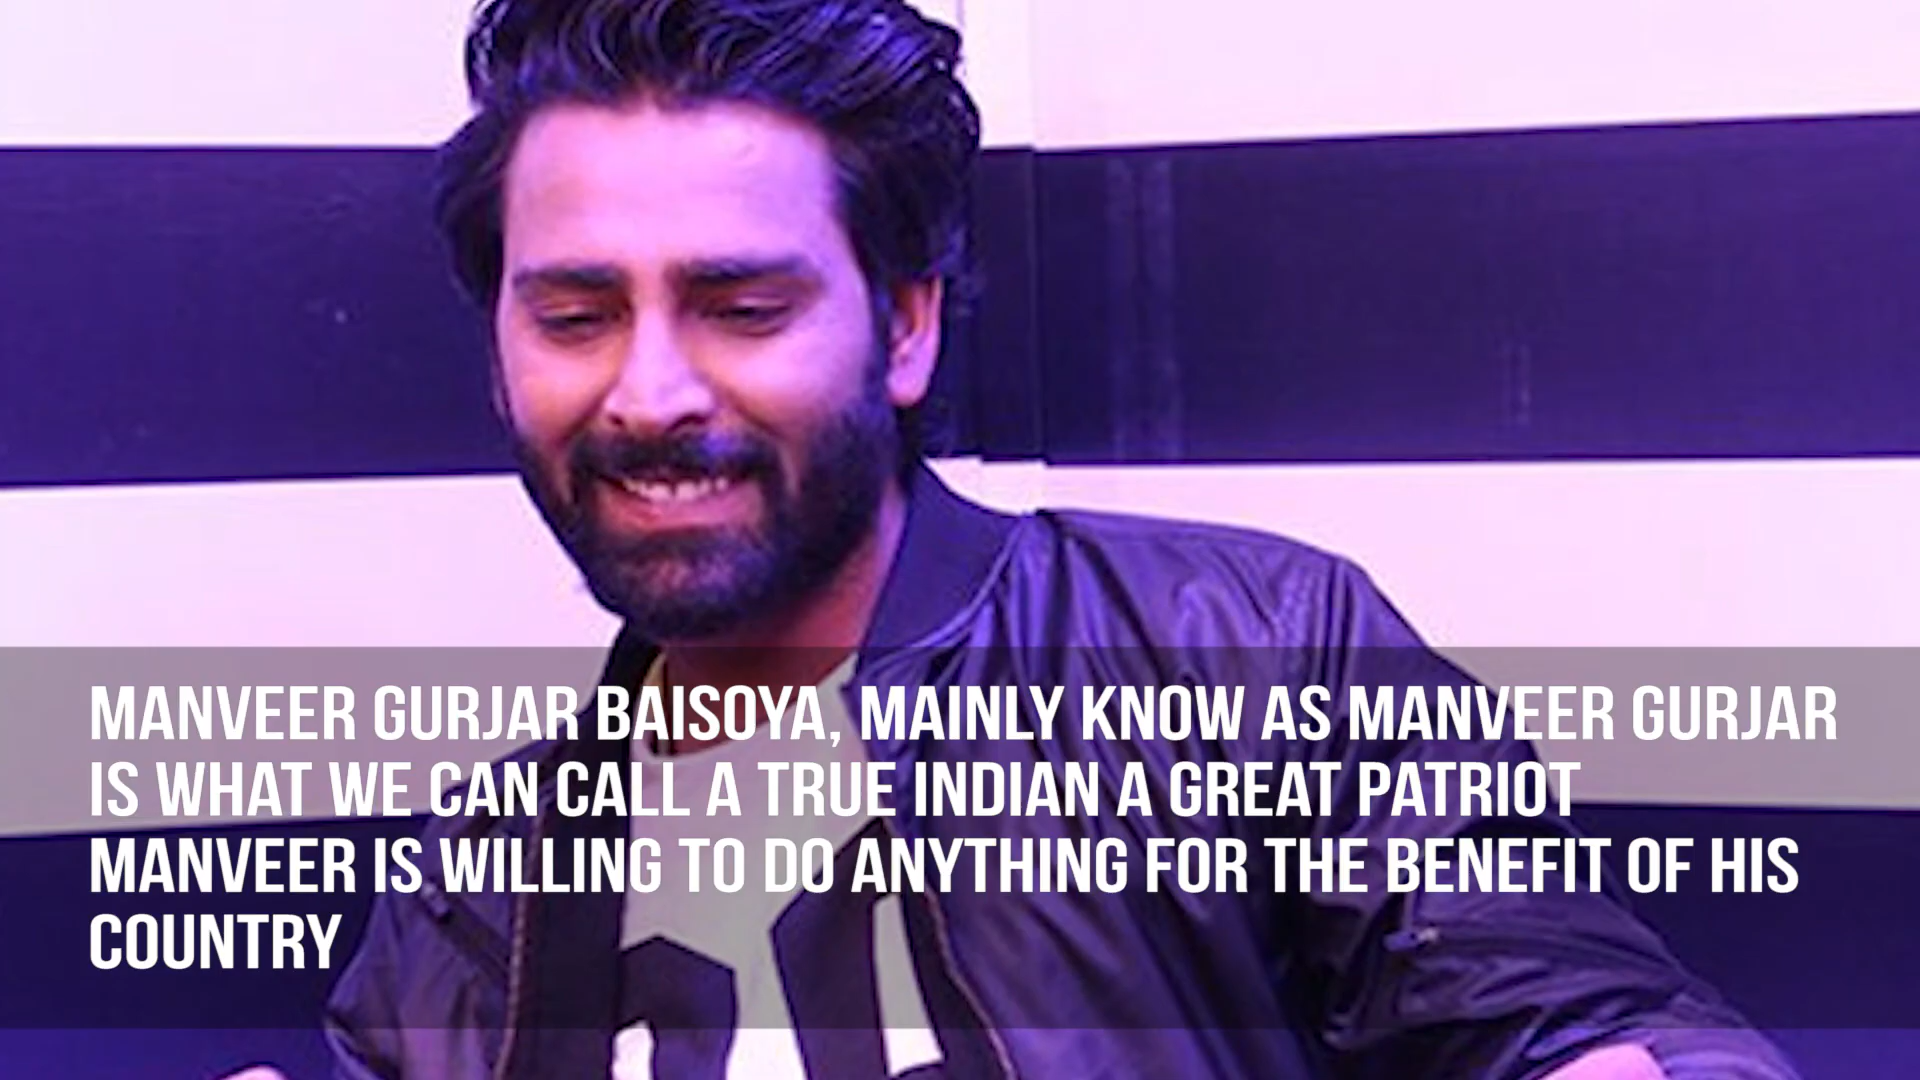 MANVEER GURJAR BAISOYA, MAINLY KNOW AS MANVEER GURJAR
IS WHAT WE CAN CALL A TRUE INDIAN A GREAT PATRIOT
MANVEER IS WILLING TO DO ANYTHING FOR THE BENEFIT OF HIS
COUNTRY